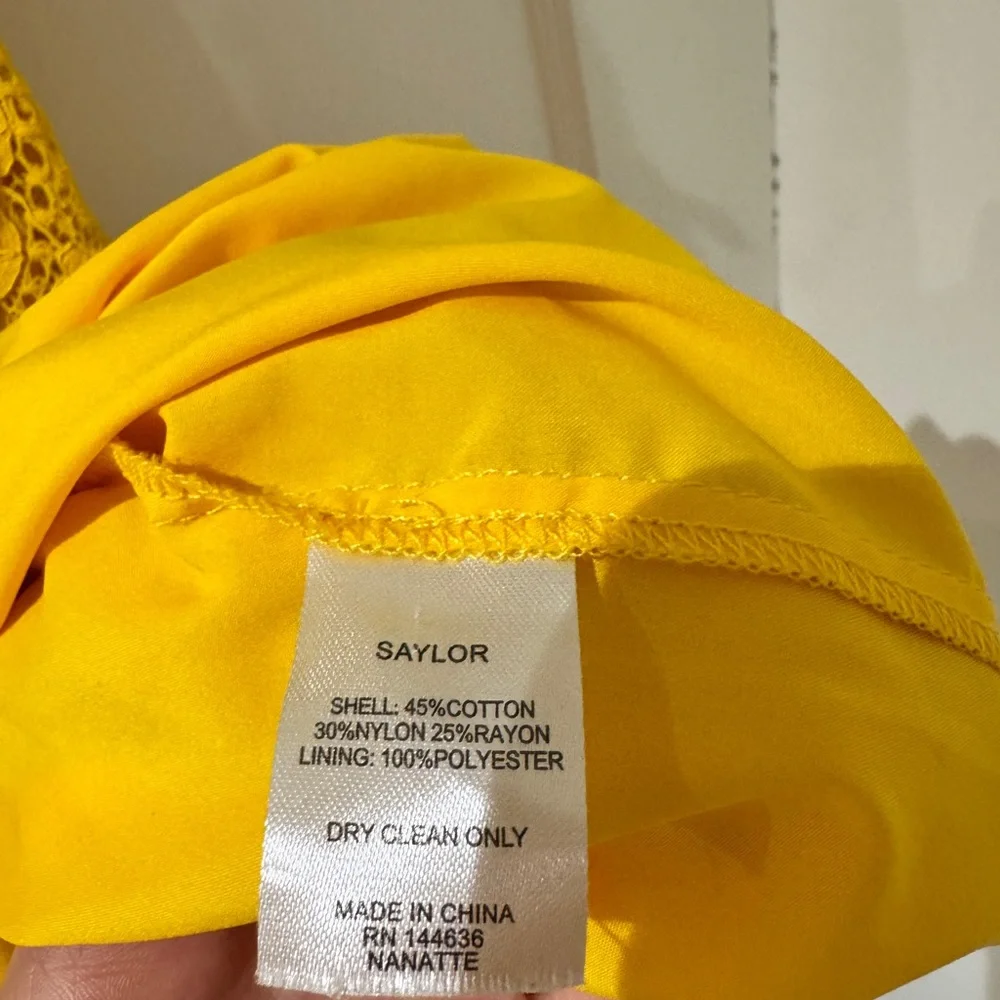 SAYLOR
SHELL: 45%COTTON
30%NYLON 25%RAYON
LINING: 100%POLYESTER
DRY CLEAN ONLY
MADE IN CHINA
RN 144636
NANATTE